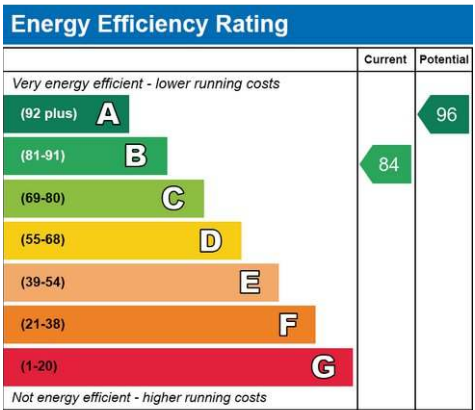 Energy Efficiency Rating
Current Potential
Very energy efficient - lower running costs
(92 plus) A 96
(81-91) B 84
(69-80) C
(55-68) D
(39-54) E
(21-38) F
(1-20) G
Not energy efficient - higher running costs